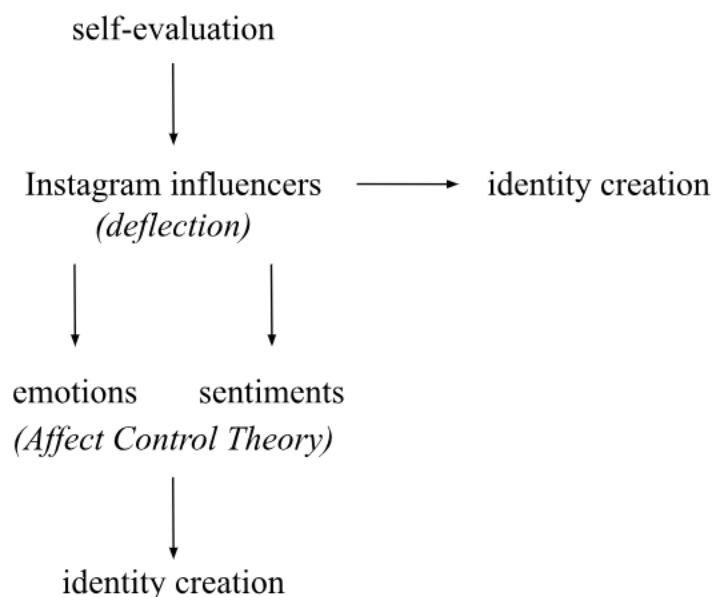 self-evaluation
Instagram influencers
identity creation
(deflection)
emotions
sentiments
(Affect Control Theory)
identity creation